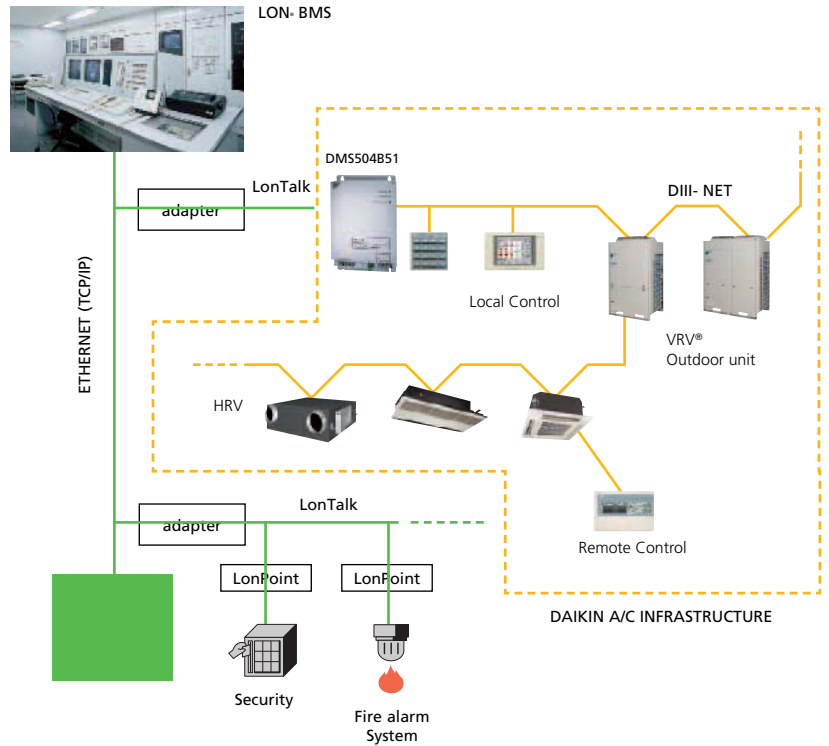 LON® BMS
DMS504B51
LonTalk
adapter
DIII- NET
Local Control
VRV®
Outdoor unit
ETHERNET (TCP/IP)
HRV
LonTalk
adapter
Remote Control
LonPoint
LonPoint
DAIKIN A/C INFRASTRUCTURE
Security
Fire alarm
System